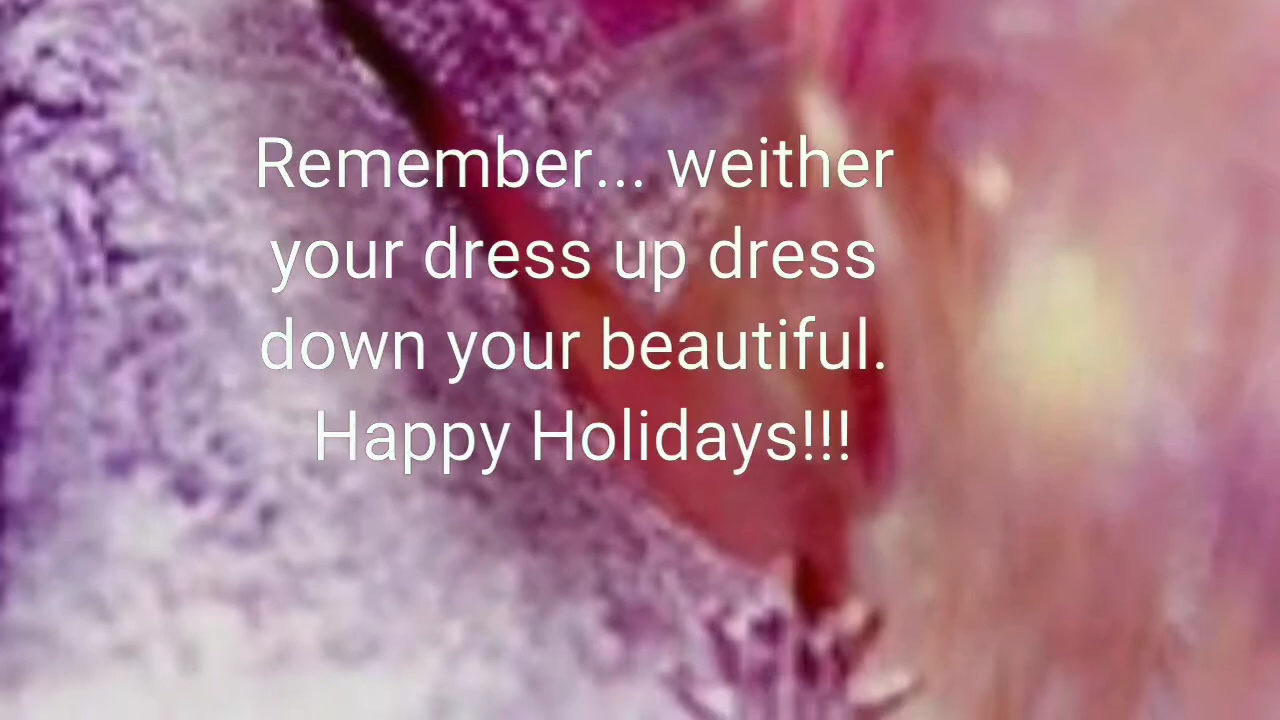 Remember... weither
your dress up dress
down your beautiful.
Happy Holidays!!!